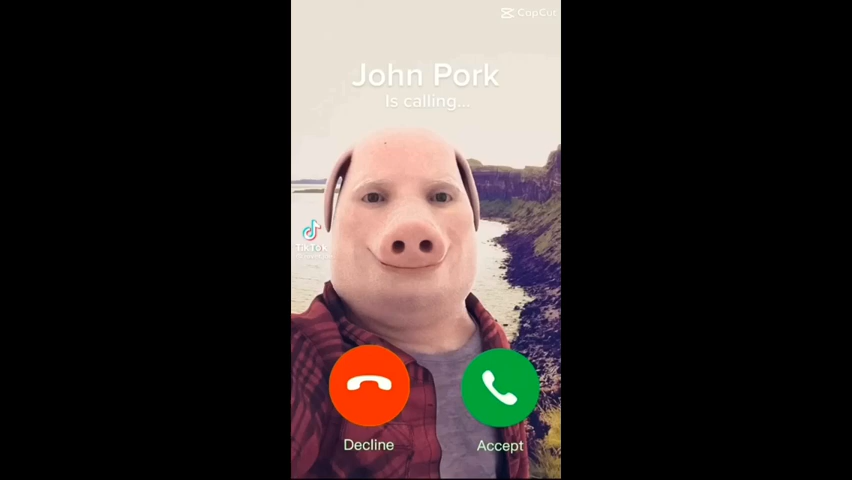 CapCut
John Pork
Is calling...
TikTok
Decline
Accept